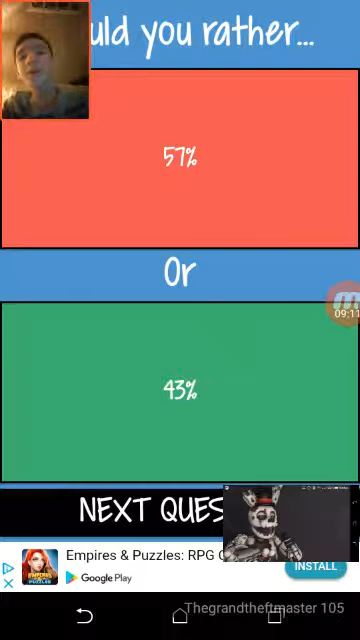 uld you rather...
57%
Or
09:11
43%
NEXT QUES
Empires & Puzzles: RPG
Google Play
INSTALL
Thegrandtheftmaster 105